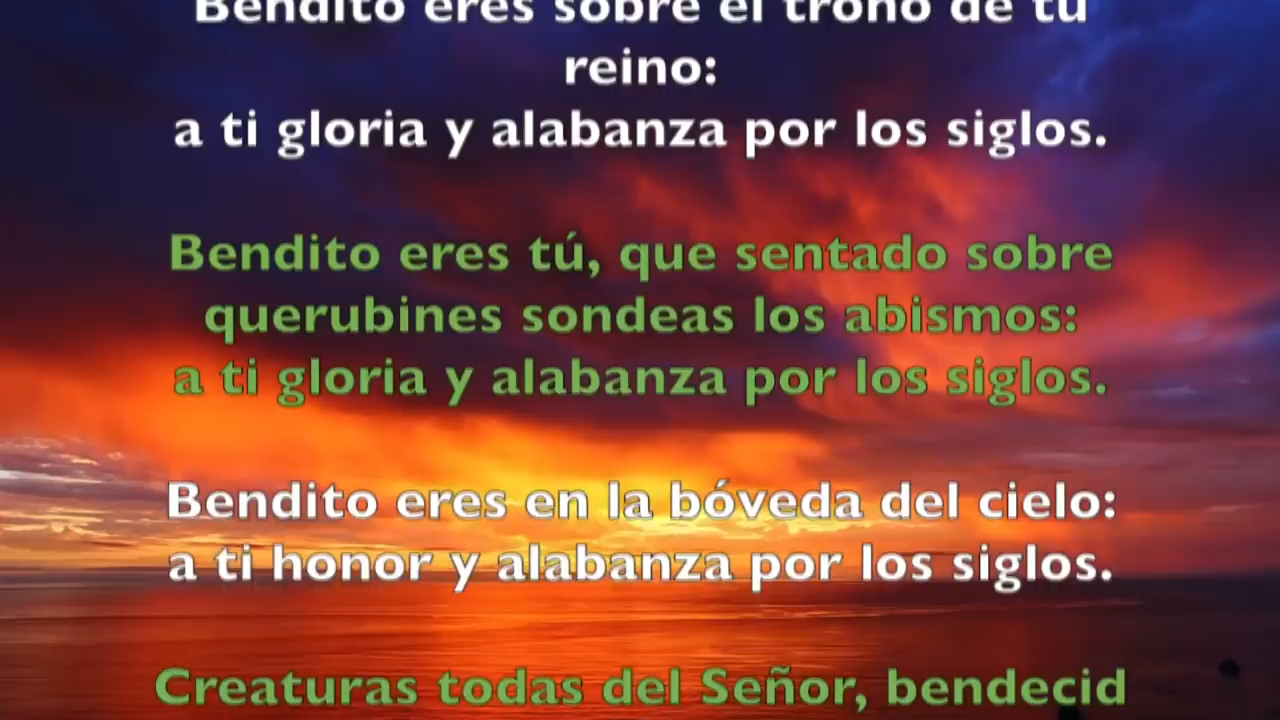 Bendito eres sobre el trono de tu
reino:
a ti gloria y alabanza por los siglos.
Bendito eres tú, que sentado sobre
querubines sondeas los abismos:
a ti gloria y alabanza por los siglos.
Bendito eres en la bóveda del cielo:
a ti honor y alabanza por los siglos.
Creaturas todas del Señor, bendecid